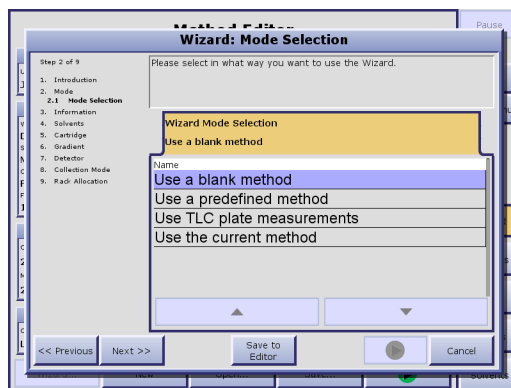 Method Editor
Pause
Wizard: Mode Selection
Step 2 of 9
1. Introduction
2. Mode
2.1 Mode Selection
3. Information
4. Solvents
5. Cartridge
6. Gradient
7. Detector
8. Collection Mode
9. Rack Allocation
Please select in what way you want to use the Wizard.
Wizard Mode Selection
Use a blank method
Name
Use a blank method
Use a predefined method
Use TLC plate measurements
Use the current method
<< Previous
Next >>
Save to
Editor
Cancel
Solvents